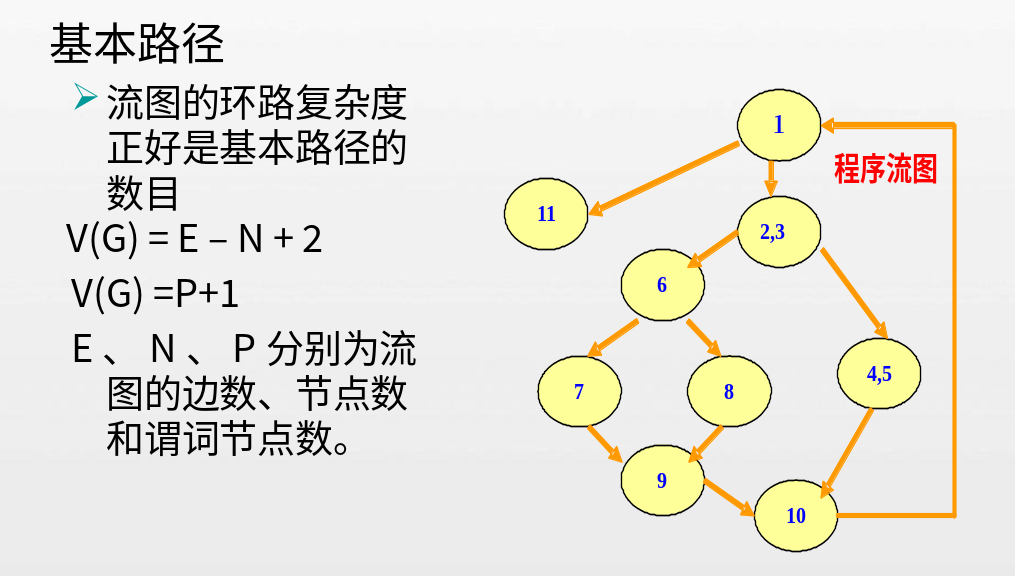 基本路径
流图的环路复杂度
正好是基本路径的
数目
V(G) = E – N + 2
V(G) =P+1
E 、 N 、 P 分别为流
图的边数、节点数
和谓词节点数。
1
程序流图
11
2,3
6
4,5
7
8
9
10